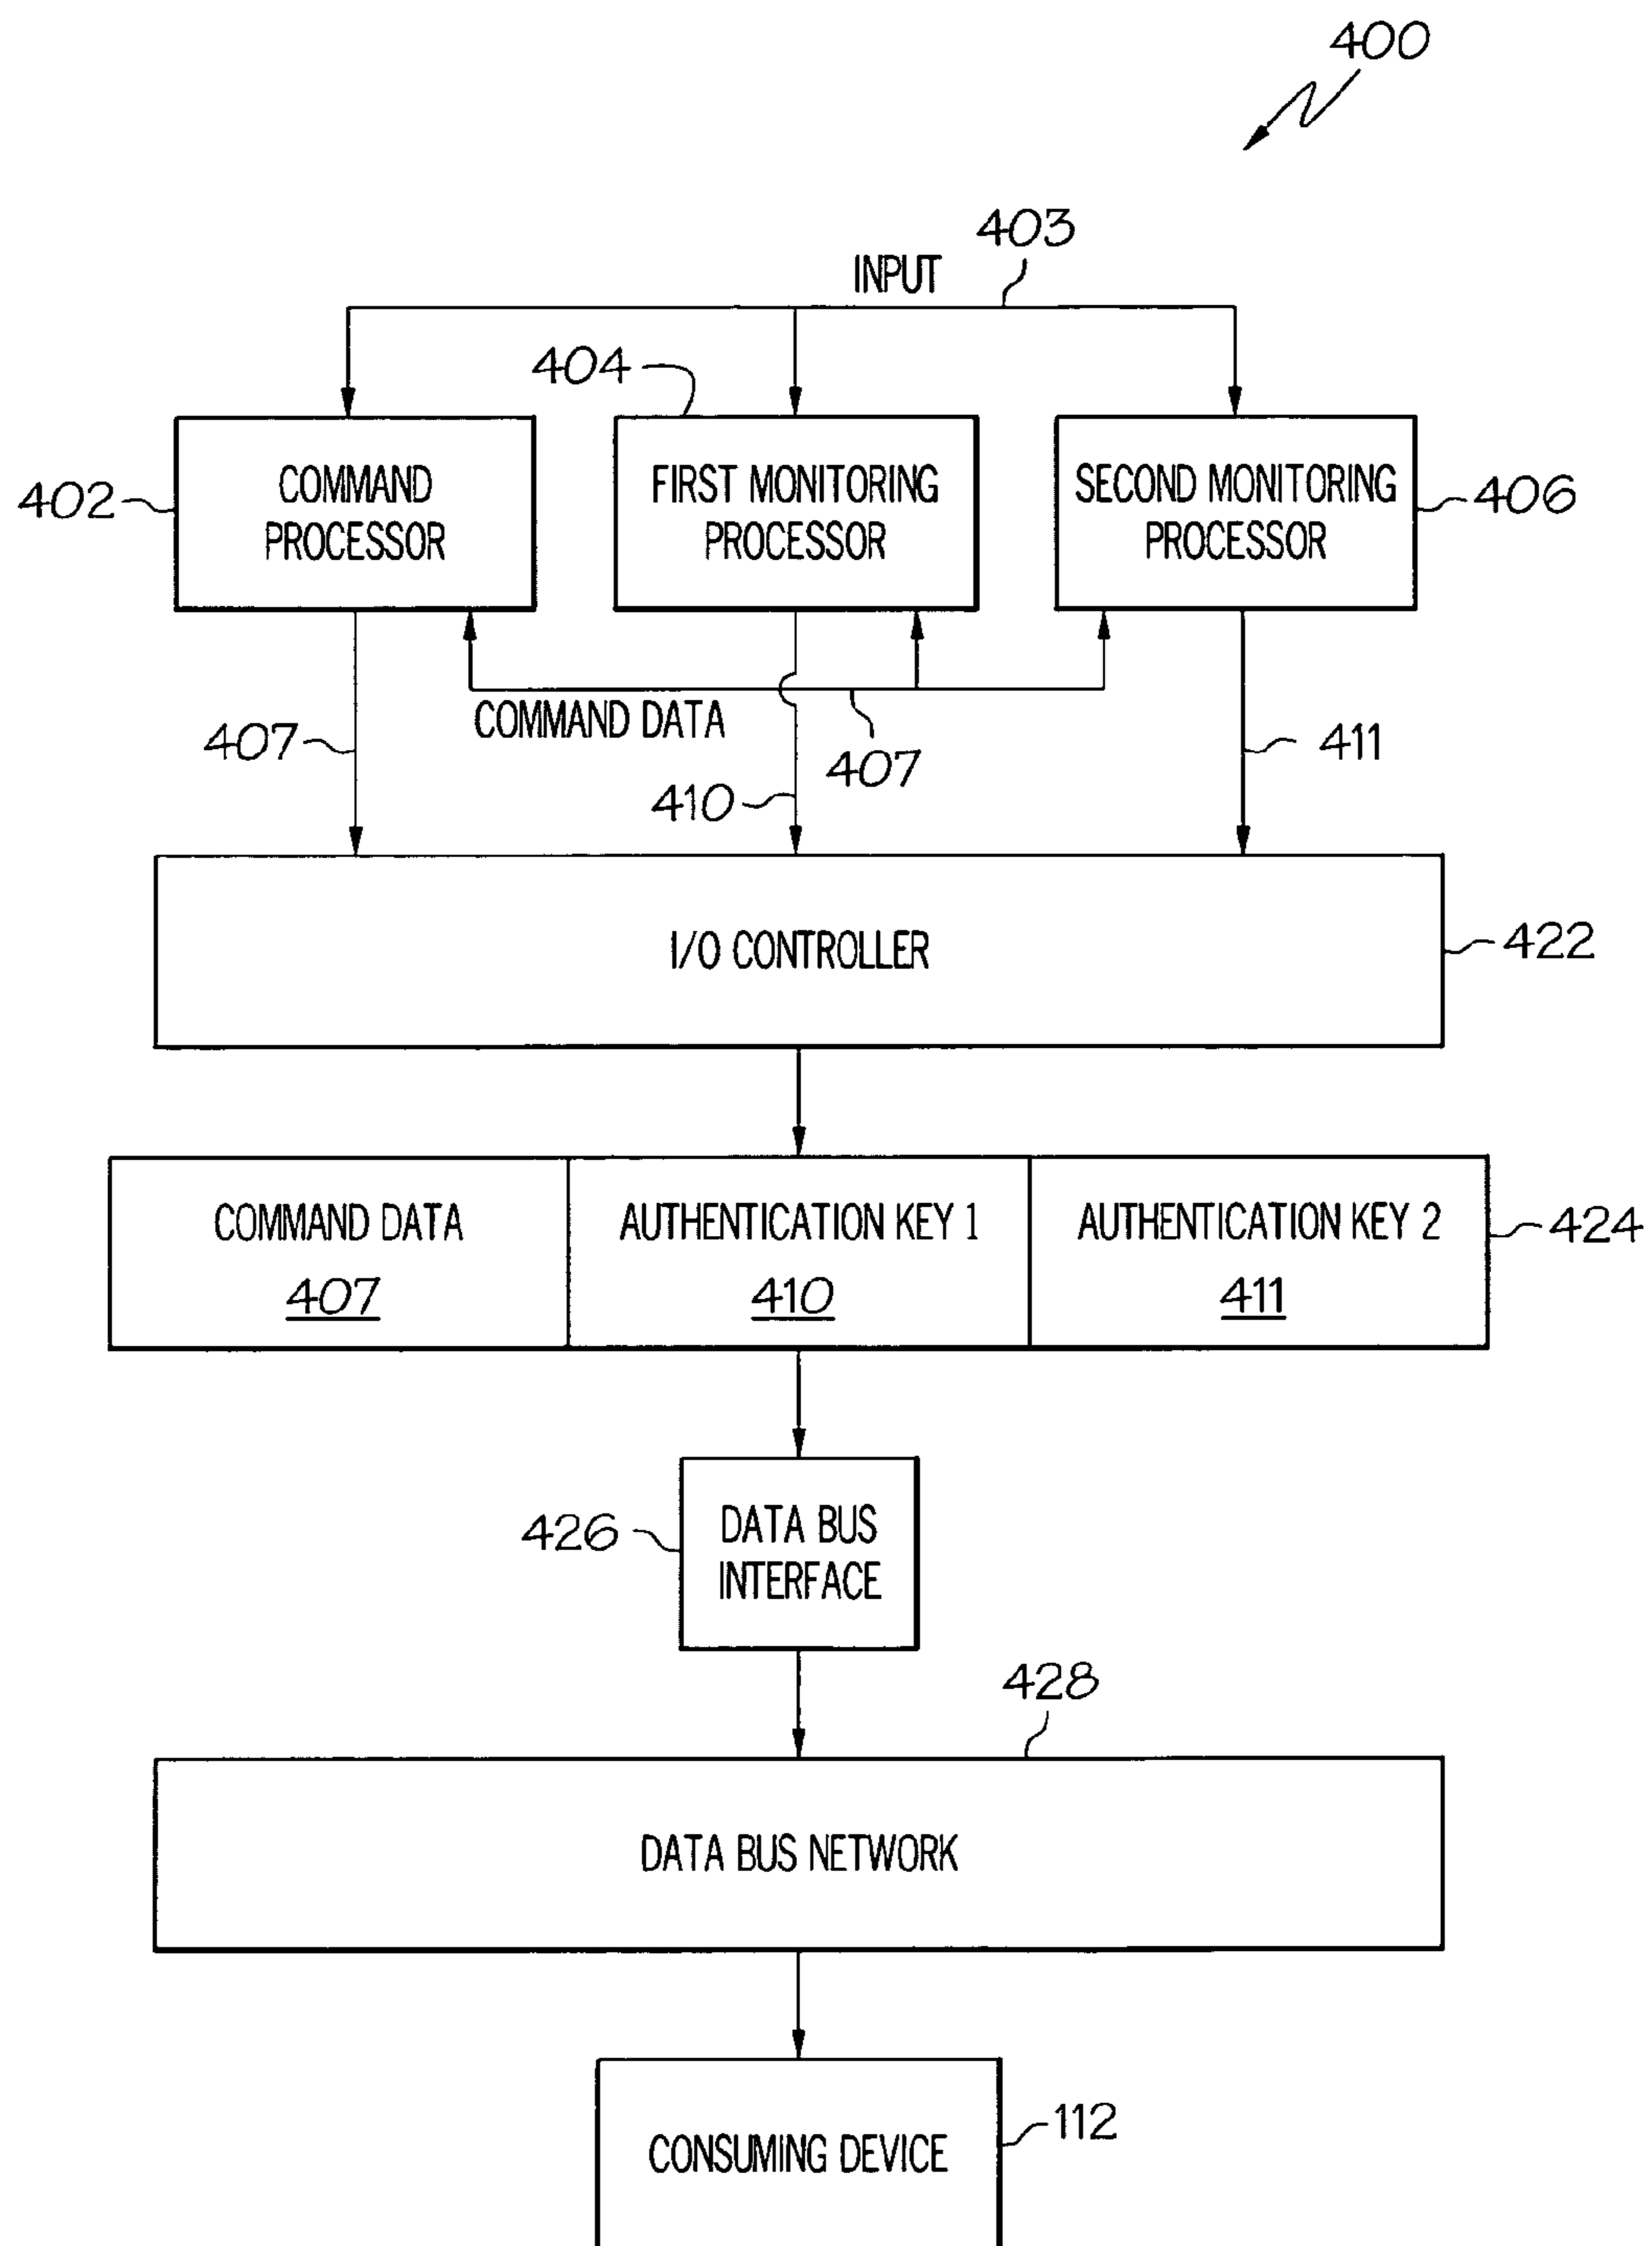 400
403
INPUT
404
402
COMMAND
PROCESSOR
FIRST MONITORING
PROCESSOR
SECOND MONITORING
PROCESSOR
406
COMMAND DATA
407
407
410
411
I/O CONTROLLER
422
COMMAND DATA
407
AUTHENTICATION KEY 1
410
AUTHENTICATION KEY 2
411
424
426
DATA BUS
INTERFACE
428
DATA BUS NETWORK
CONSUMING DEVICE
112